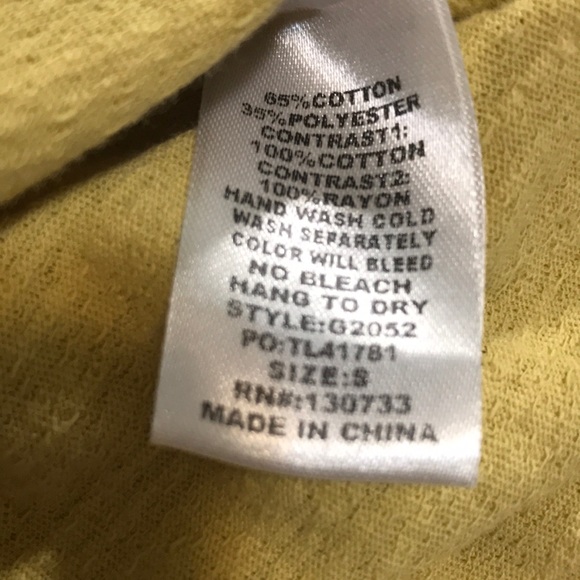 65%COTTON
35%POLYESTER
CONTRAST1:
100%COTTON
CONTRAST2:
100%RAYON
HAND WASH COLD
WASH SEPARATELY
COLOR WILL BLEED
NO BLEACH
HANG TO DRY
STYLE:G2052
PO:TL41781
SIZE:S
RN#:130733
MADE IN CHINA